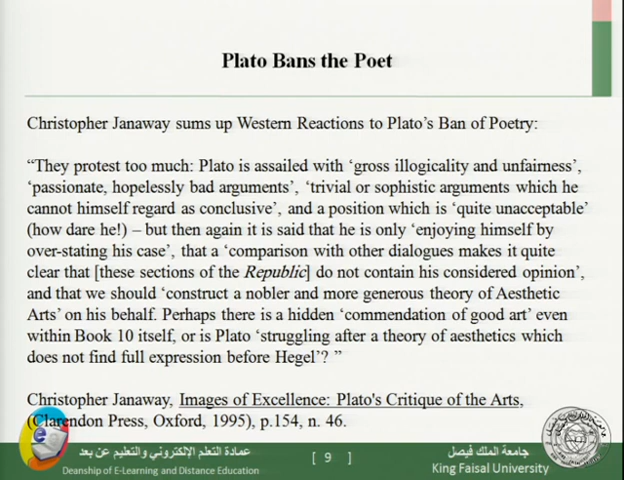 Plato Bans the Poet
Christopher Janaway sums up Western Reactions to Plato's Ban of Poetry:
“They protest too much: Plato is assailed with ‘gross illogicality and unfairness’,
‘passionate, hopelessly bad arguments’, ‘trivial or sophistic arguments which he
cannot himself regard as conclusive’, and a position which is ‘quite unacceptable’
(how dare he!) – but then again it is said that he is only ‘enjoying himself by
over-stating his case’, that a ‘comparison with other dialogues makes it quite
clear that [these sections of the Republic] do not contain his considered opinion’,
and that we should ‘construct a nobler and more generous theory of Aesthetic
Arts’ on his behalf. Perhaps there is a hidden ‘commendation of good art’ even
within Book 10 itself, or is Plato ‘struggling after a theory of aesthetics which
does not find full expression before Hegel’? ”
Christopher Janaway, Images of Excellence: Plato's Critique of the Arts,
(Clarendon Press, Oxford, 1995), p.154, n. 46.
عمادة التعلم الإلكتروني والتعليم عن بعد
Deanship of E-Learning and Distance Education
[ 9 ]
جامعة الملك فيصل
King Faisal University